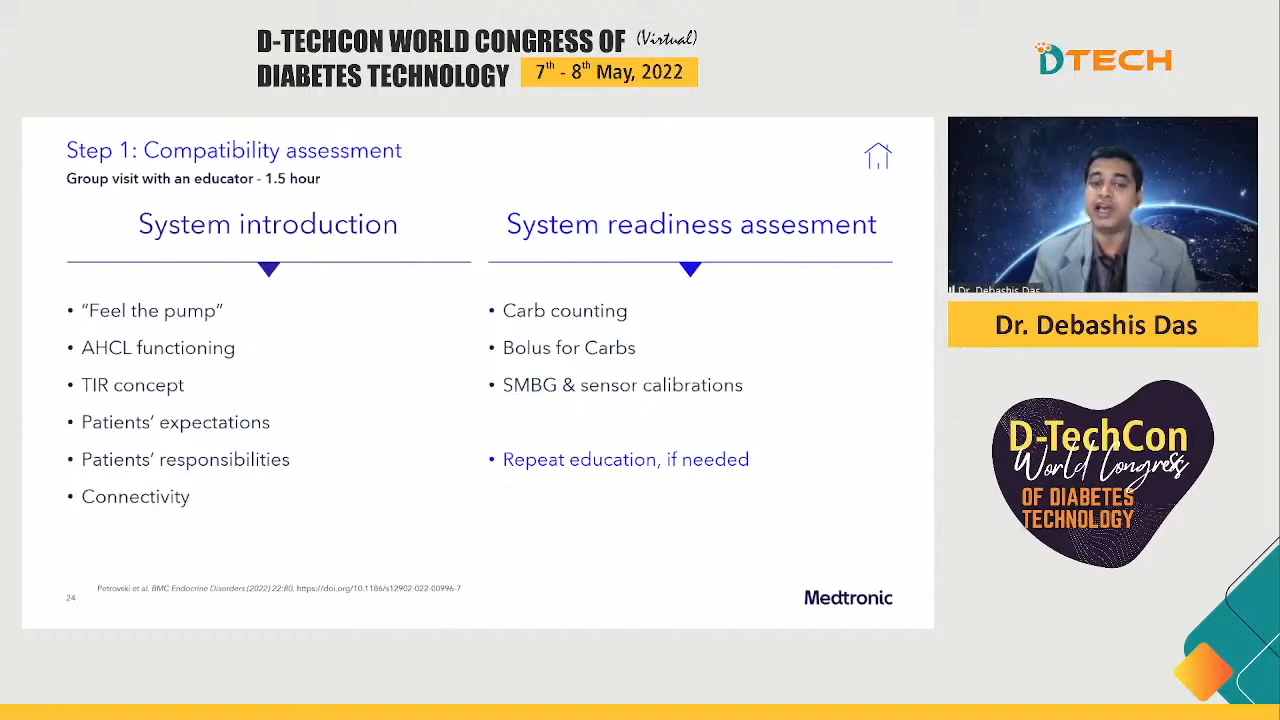 D-TECHCON WORLD CONGRESS OF (Virtual)
DIABETES TECHNOLOGY 7th - 8th May, 2022
DTECH
Step 1: Compatibility assessment
Group visit with an educator - 1.5 hour
System introduction
• “Feel the pump”
• AHCL functioning
• TIR concept
• Patients’ expectations
• Patients’ responsibilities
• Connectivity
System readiness assesment
• Carb counting
• Bolus for Carbs
• SMBG & sensor calibrations
• Repeat education, if needed
Petrovski et al. BMC Endocrine Disorders (2022) 22:80, https://doi.org/10.1186/s12902-022-00996-7
24
Medtronic
Dr. Debashis Das
Dr. Debashis Das
D-TechCon
World Congress
OF DIABETES
TECHNOLOGY